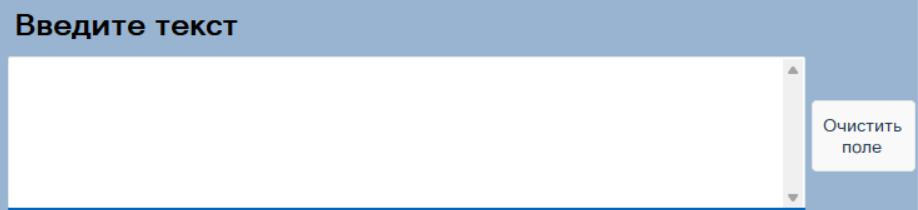 Введите текст
Очистить
поле